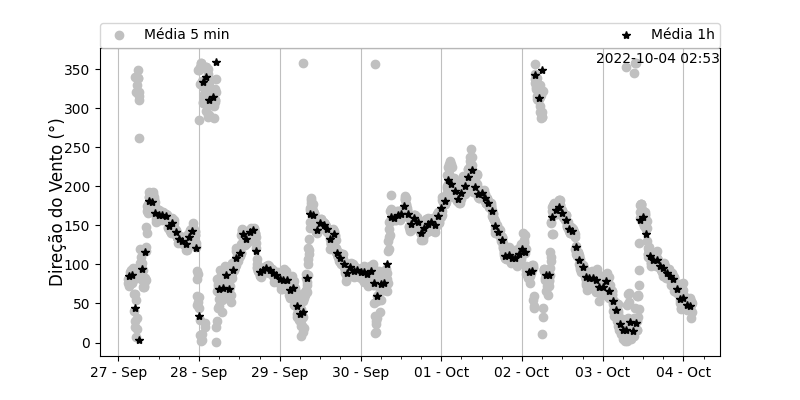 Média 5 min
Média 1h
2022-10-04 02:53
Direção do Vento (°)
350
300
250
200
150
100
50
0
27 - Sep
28 - Sep
29 - Sep
30 - Sep
01 - Oct
02 - Oct
03 - Oct
04 - Oct